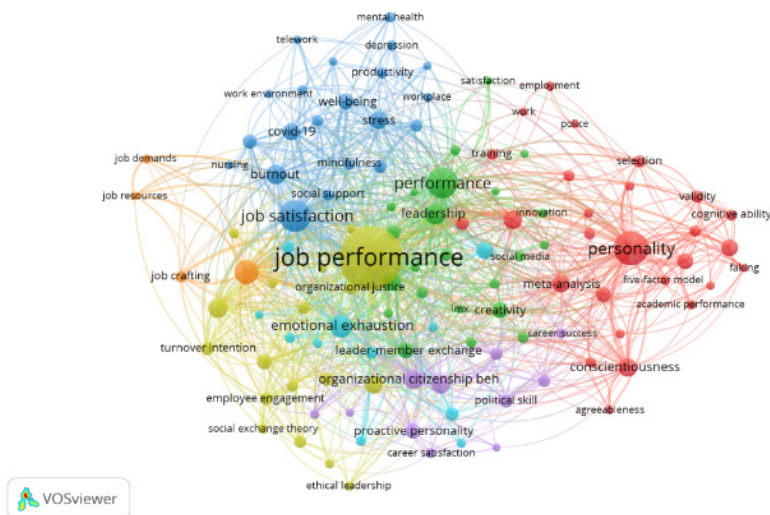 mental health
telework
depression
productivity
satisfaction
employment
work environment
well-being
workplace
work
covid-19
stress
police
job demands
nursing
mindfulness
training
selection
burnout
performance
job resources
social support
validity
job satisfaction
leadership
innovation
cognitive ability
job performance
social media
personality
faking
job crafting
organizational justice
meta-analysis
five-factor model
lmx
creativity
academic performance
emotional exhaustion
career success
turnover intention
leader-member exchange
conscientiousness
organizational citizenship beh
employee engagement
political skill
agreeableness
social exchange theory
proactive personality
career satisfaction
ethical leadership
VOSviewer